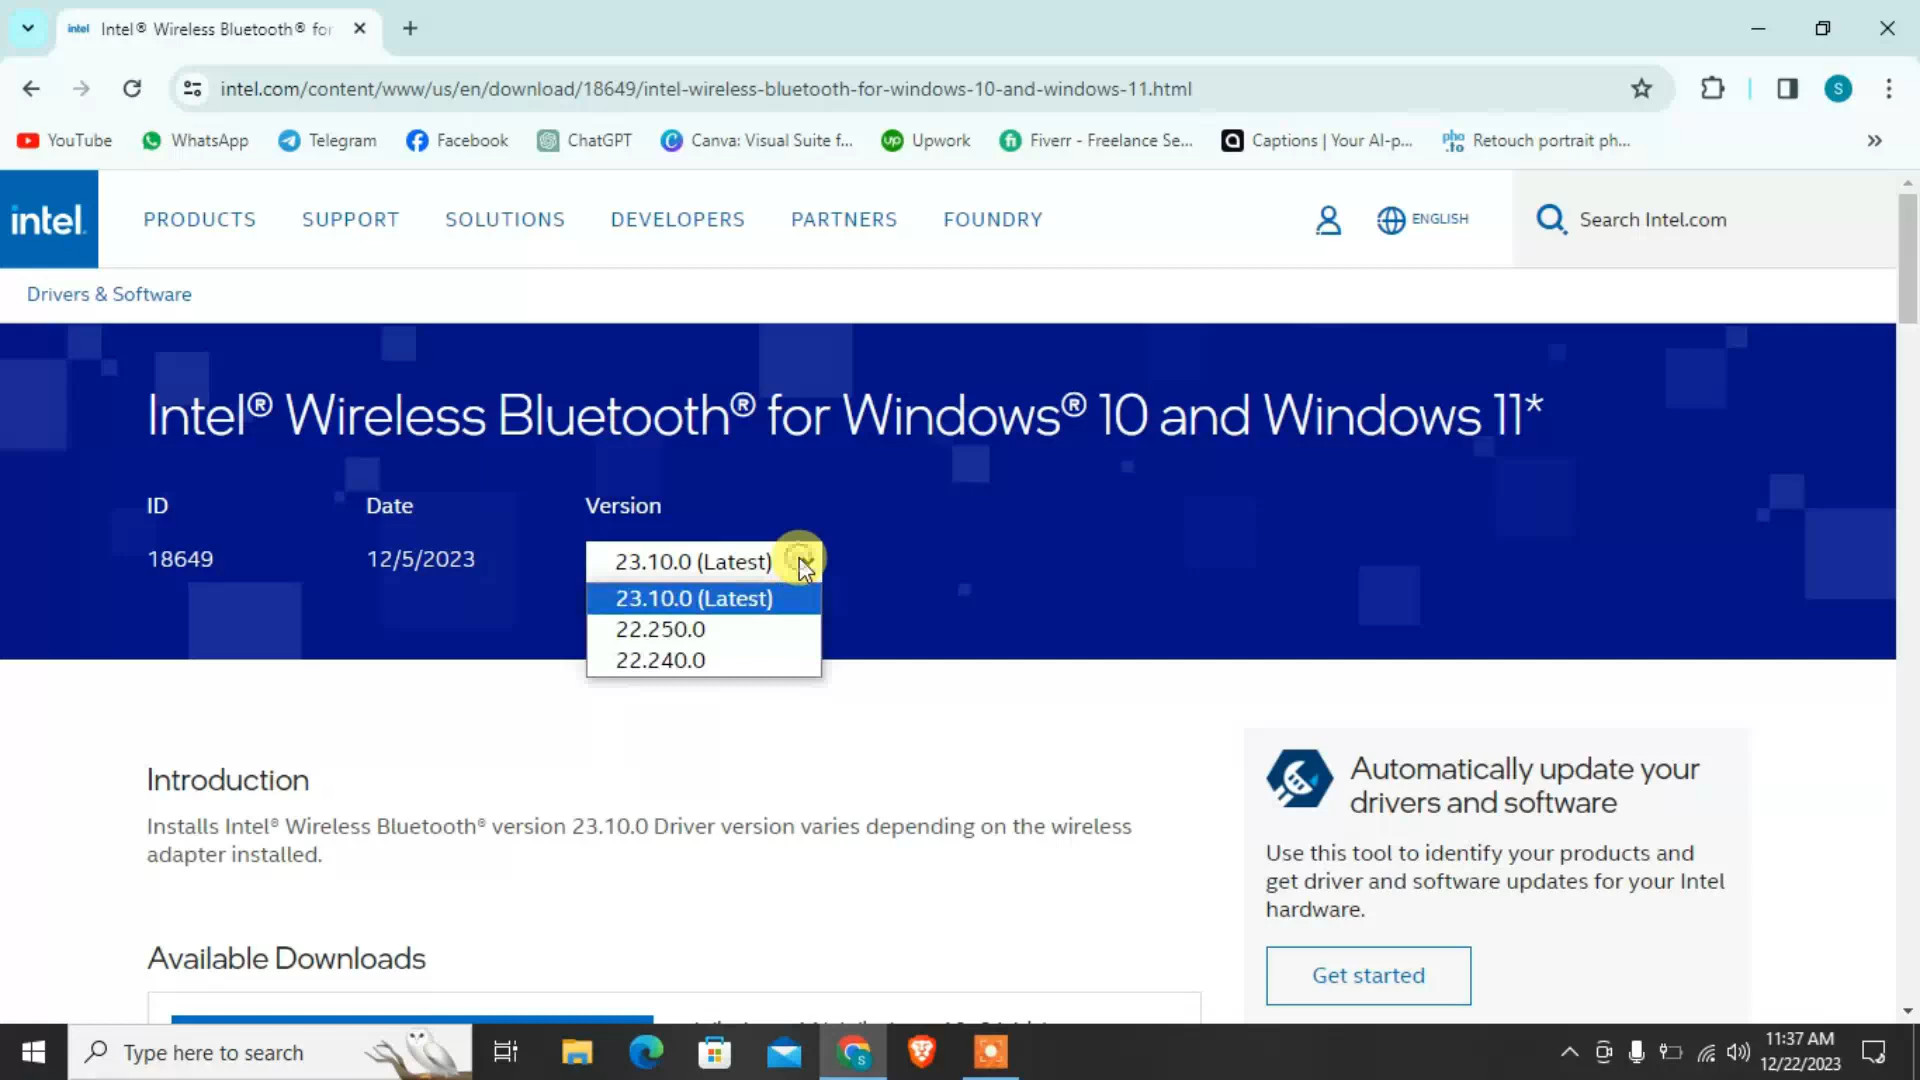 intel Intel® Wireless Bluetooth® for
intel.com/content/www/us/en/download/18649/intel-wireless-bluetooth-for-windows-10-and-windows-11.html
S
YouTube WhatsApp Telegram Facebook ChatGPT Canva: Visual Suite f... Upwork Fiverr - Freelance Se... Captions | Your AI-p... Retouch portrait ph...
intel. PRODUCTS SUPPORT SOLUTIONS DEVELOPERS PARTNERS FOUNDRY ENGLISH Search Intel.com
Drivers & Software
Intel® Wireless Bluetooth® for Windows® 10 and Windows 11*
ID Date Version
18649 12/5/2023 23.10.0 (Latest)
23.10.0 (Latest)
22.250.0
22.240.0
Introduction
Installs Intel® Wireless Bluetooth® version 23.10.0 Driver version varies depending on the wireless
adapter installed.
Automatically update your
drivers and software
Use this tool to identify your products and
get driver and software updates for your Intel
hardware.
Get started
Available Downloads
Type here to search
11:37 AM
12/22/2023